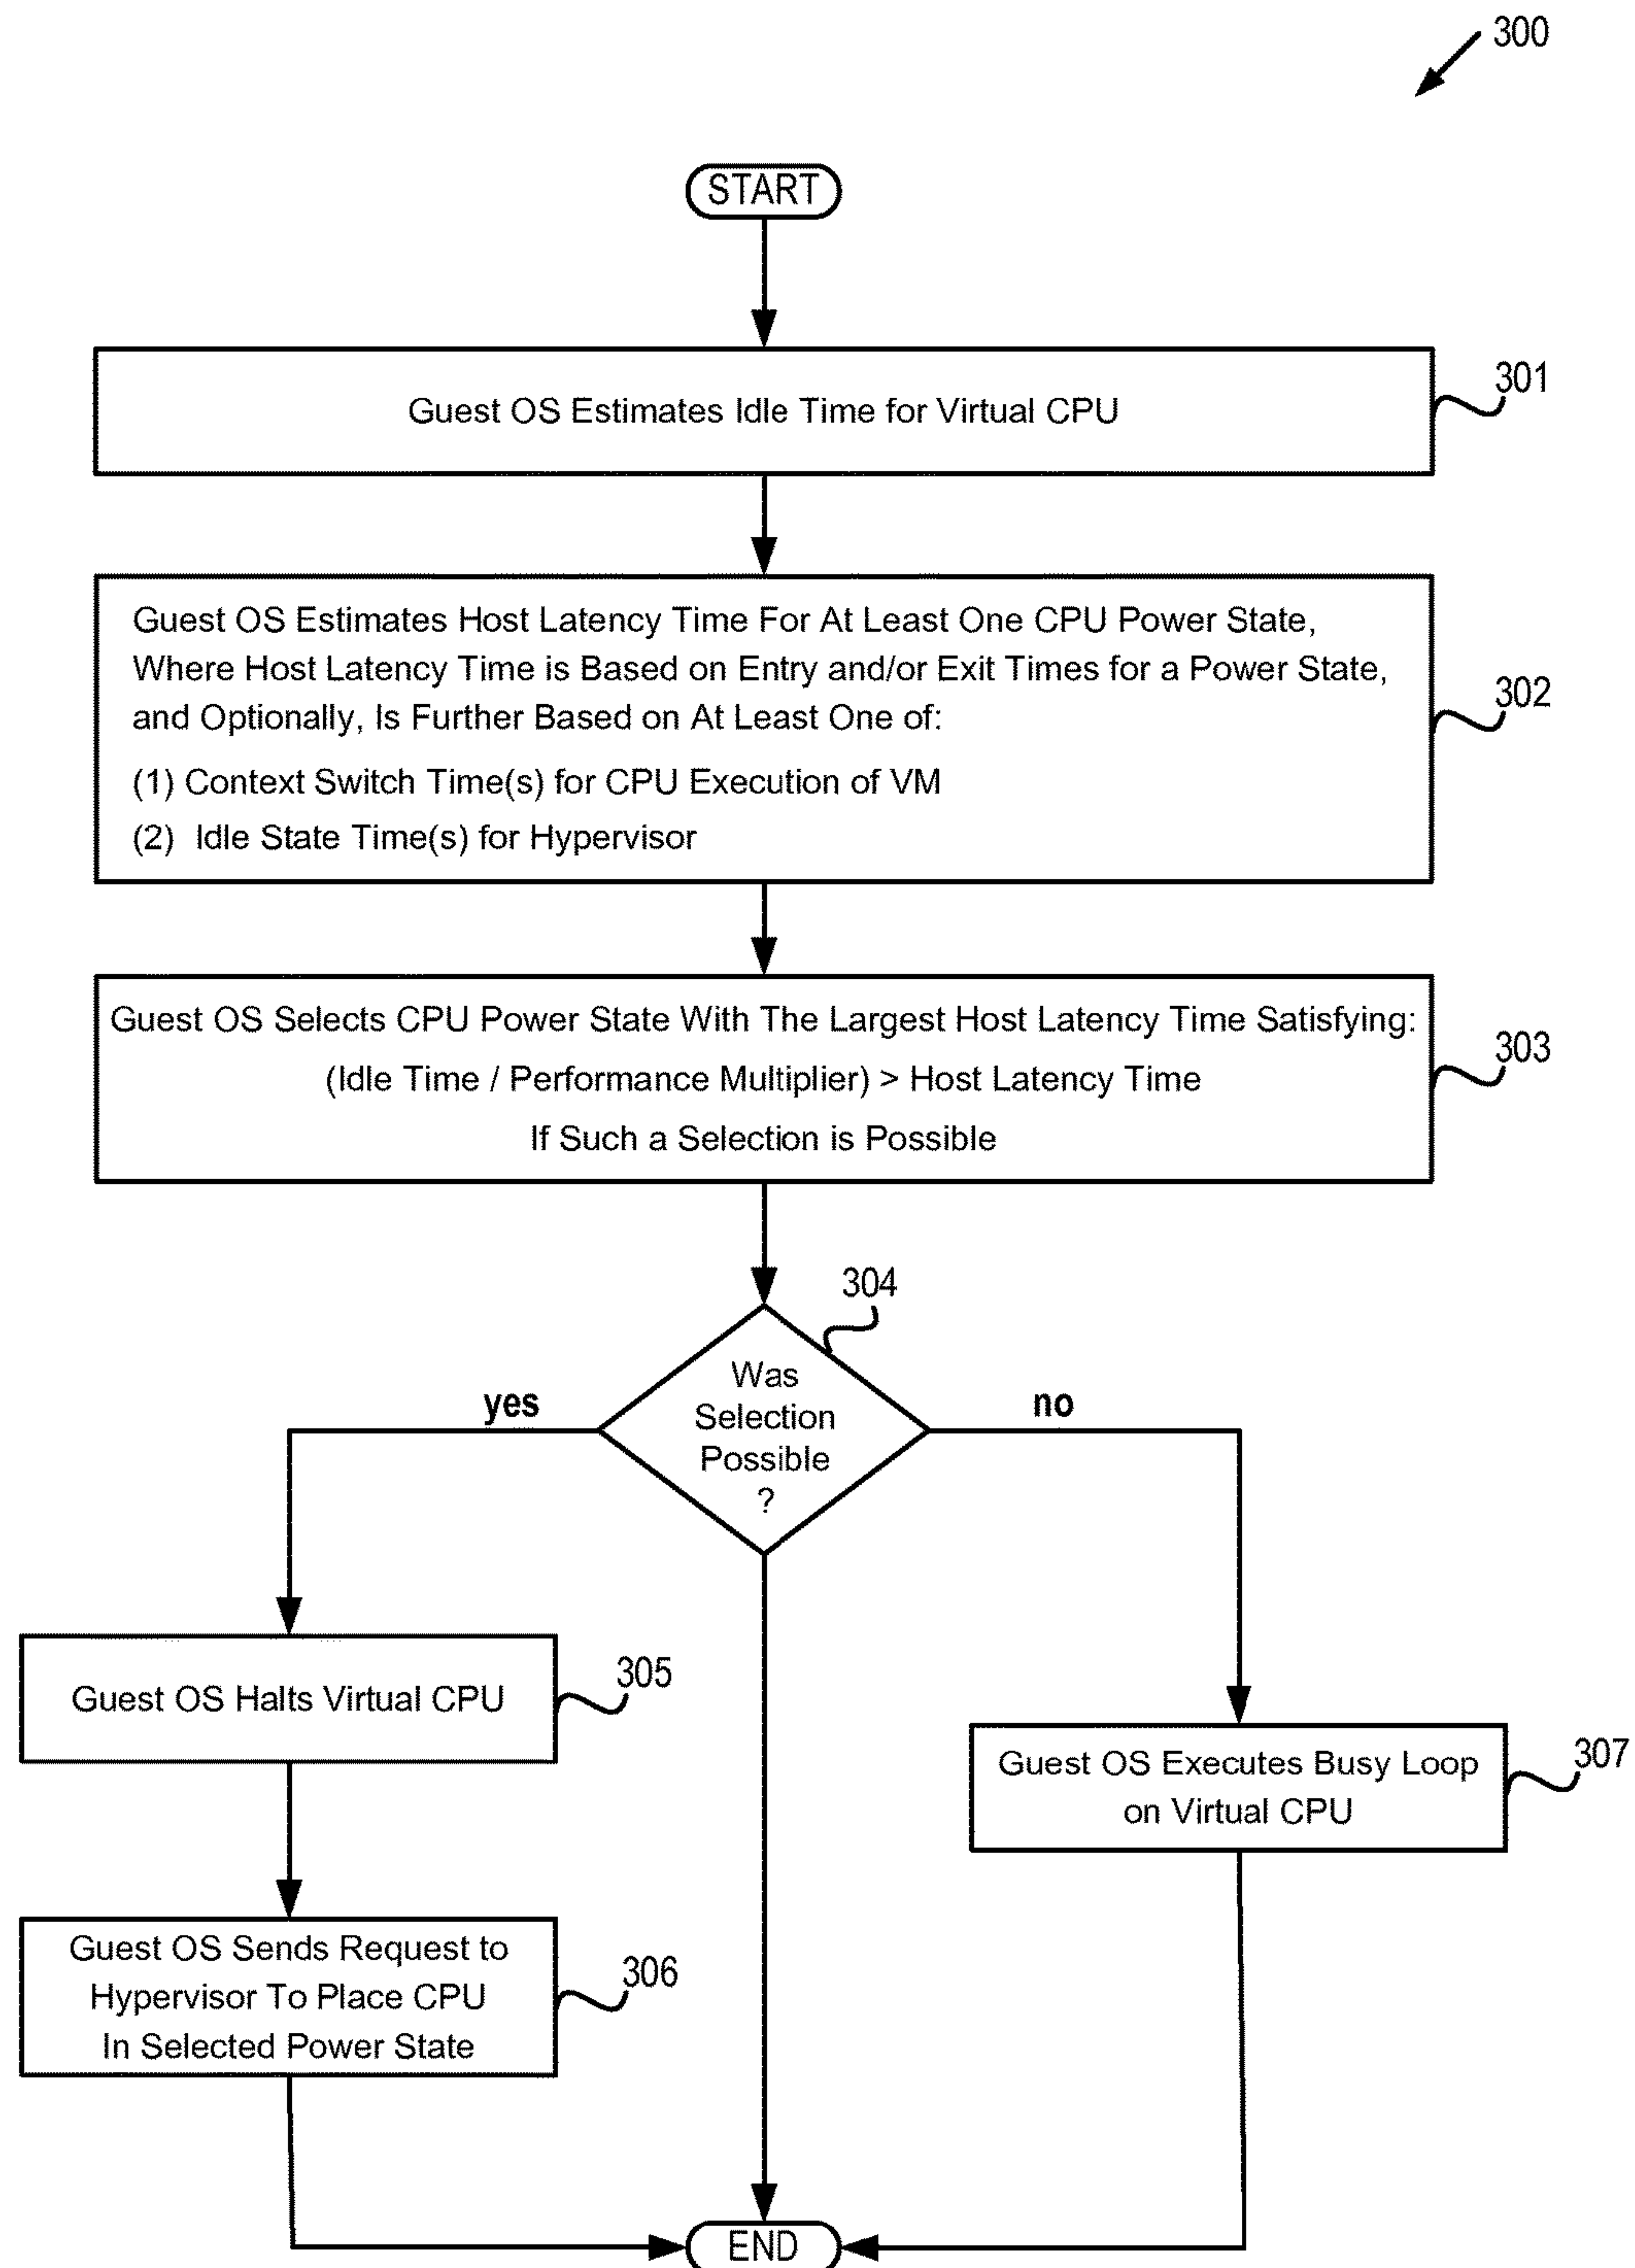 300
START
Guest OS Estimates Idle Time for Virtual CPU
301
Guest OS Estimates Host Latency Time For At Least One CPU Power State,
Where Host Latency Time is Based on Entry and/or Exit Times for a Power State,
and Optionally, Is Further Based on At Least One of:
(1) Context Switch Time(s) for CPU Execution of VM
(2) Idle State Time(s) for Hypervisor
302
Guest OS Selects CPU Power State With The Largest Host Latency Time Satisfying:
(Idle Time / Performance Multiplier) > Host Latency Time
If Such a Selection is Possible
303
304
Was
Selection
Possible
?
yes
no
Guest OS Halts Virtual CPU
305
Guest OS Executes Busy Loop
on Virtual CPU
307
Guest OS Sends Request to
Hypervisor To Place CPU
In Selected Power State
306
END